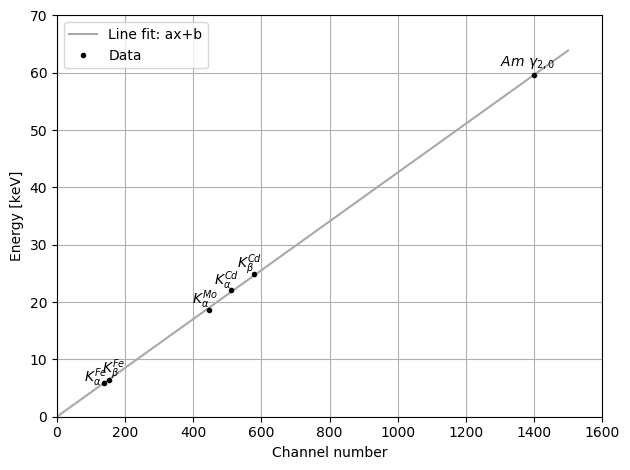 70
60
50
40
30
20
10
0
Energy [keV]
Line fit: ax+b
Data
Am γ₂,₀
K_β^Cd
K_α^Cd
K_α^Mo
K_β^Fe
K_α^Fe
0 200 400 600 800 1000 1200 1400 1600
Channel number